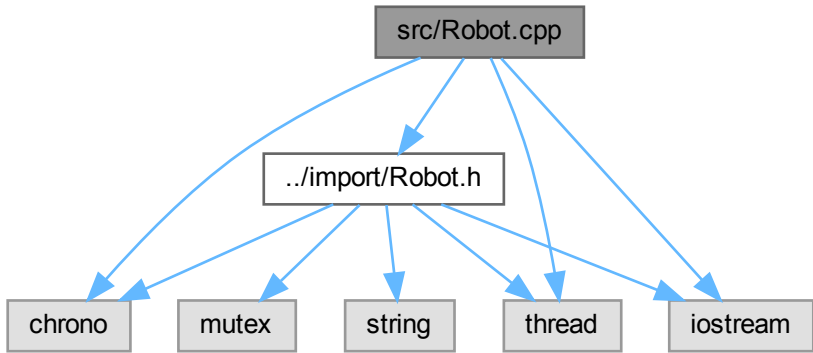 src/Robot.cpp
../import/Robot.h
chrono
mutex
string
thread
iostream